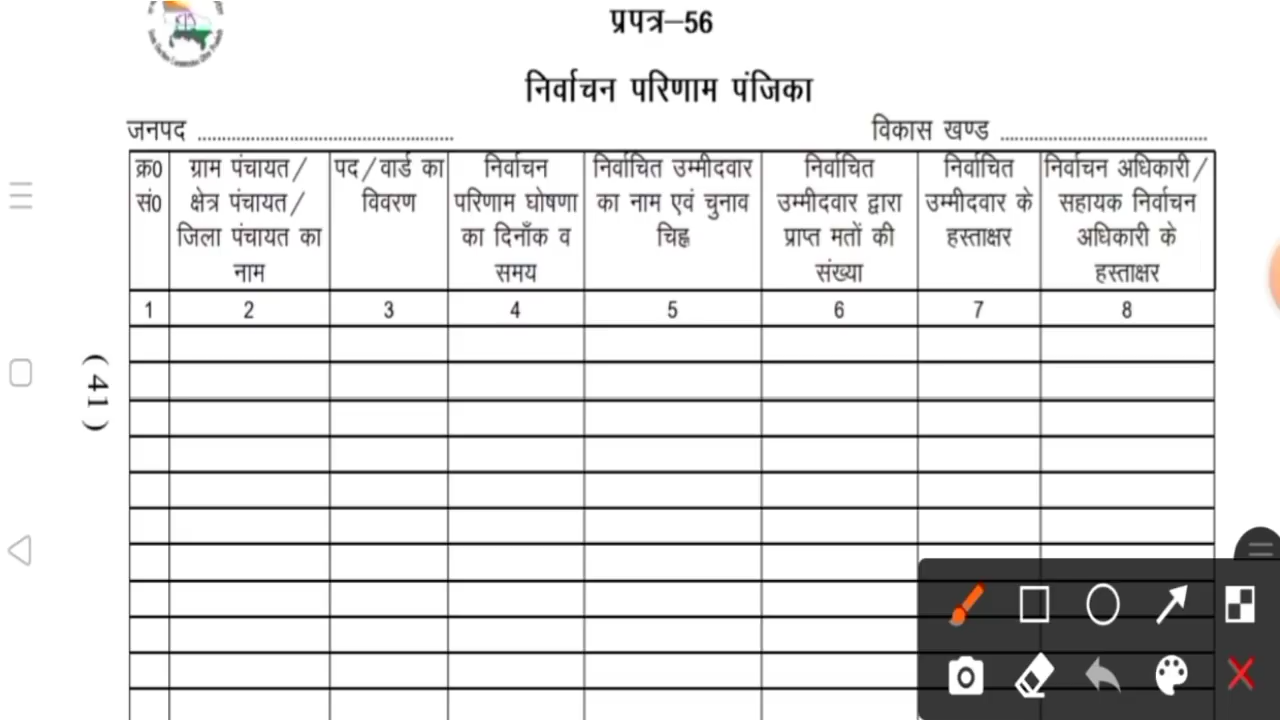 प्रपत्र–56
निर्वाचन परिणाम पंजिका
जनपद ....................................................
विकास खण्ड ..........................................
क्र0 सं0
ग्राम पंचायत/ क्षेत्र पंचायत/ जिला पंचायत का नाम
पद/वार्ड का विवरण
निर्वाचन परिणाम घोषणा का दिनाँक व समय
निर्वाचित उम्मीदवार का नाम एवं चुनाव चिह्न
निर्वाचित उम्मीदवार द्वारा प्राप्त मतों की संख्या
निर्वाचित उम्मीदवार के हस्ताक्षर
निर्वाचन अधिकारी/ सहायक निर्वाचन अधिकारी के हस्ताक्षर
1 2 3 4 5 6 7 8
(41)